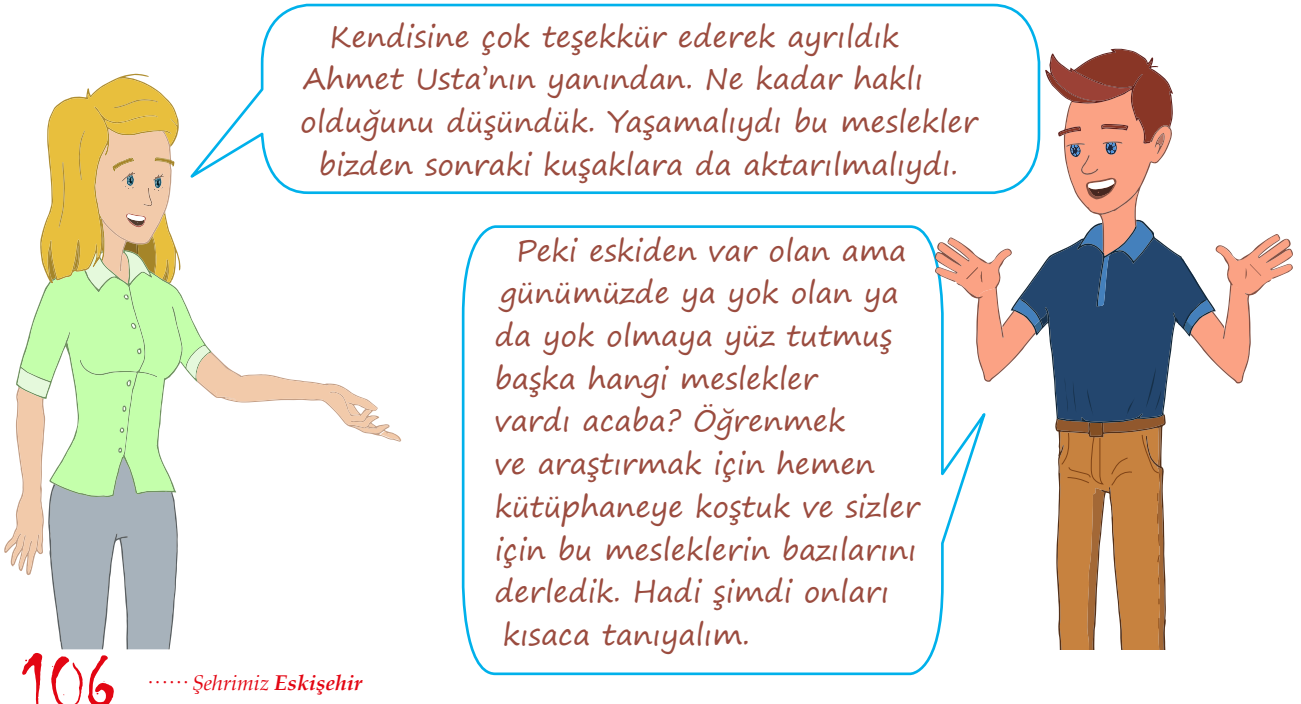 Kendisine çok teşekkür ederek ayrıldık
Ahmet Usta'nın yanından. Ne kadar haklı
olduğunu düşündük. Yaşamalıydı bu meslekler
bizden sonraki kuşaklara da aktarılmalıydı.
Peki eskiden var olan ama
günümüzde ya yok olan ya
da yok olmaya yüz tutmuş
başka hangi meslekler
vardı acaba? Öğrenmek
ve araştırmak için hemen
kütüphaneye koştuk ve sizler
için bu mesleklerin bazılarını
derledik. Hadi şimdi onları
kısaca tanıyalım.
106 ...... Şehrimiz Eskişehir